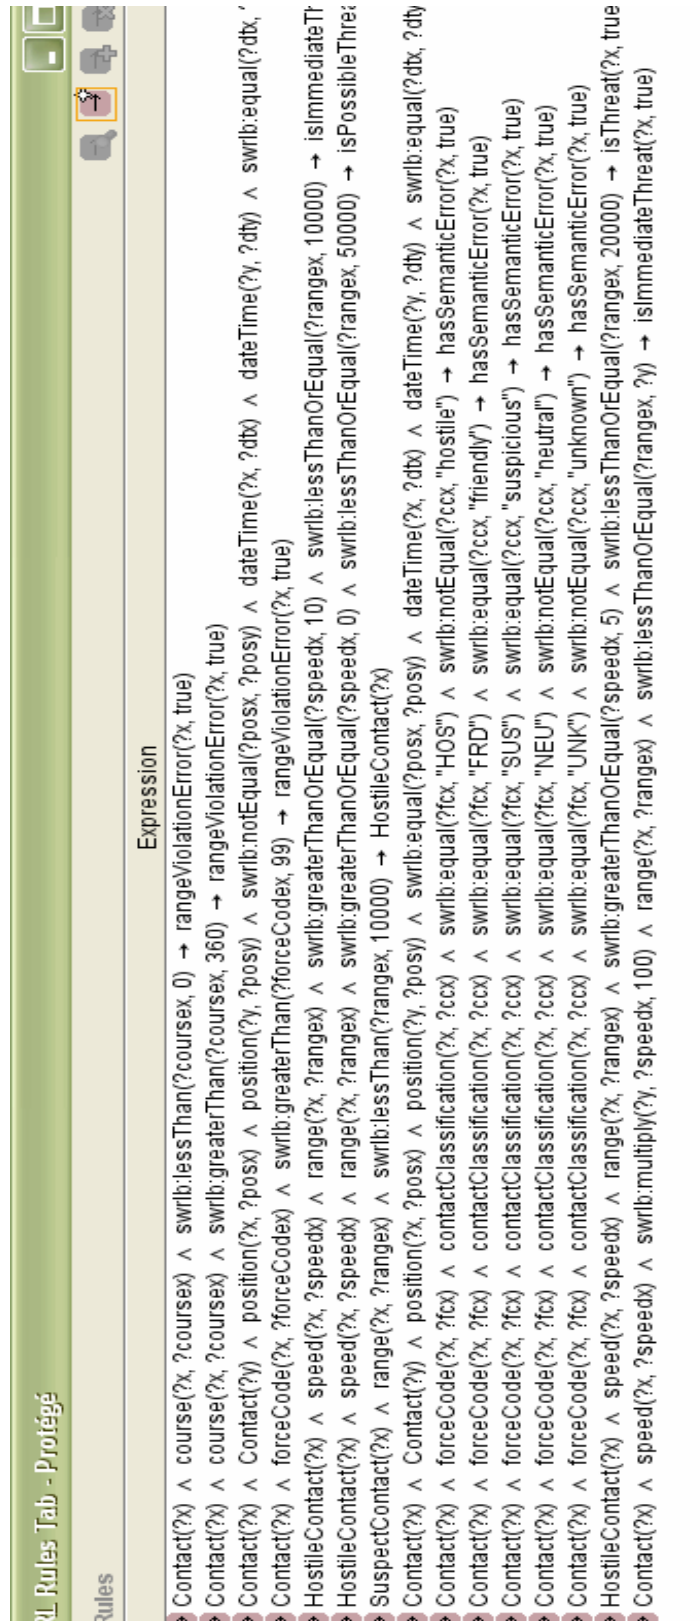 RL Rules Tab - Protégé
Rules
Expression
Contact(?x) ∧ course(?x, ?coursex) ∧ swrlb:lessThan(?coursex, 0) → rangeViolationError(?x, true)
Contact(?x) ∧ course(?x, ?coursex) ∧ swrlb:greaterThan(?coursex, 360) → rangeViolationError(?x, true)
Contact(?x) ∧ Contact(?y) ∧ position(?x, ?posx) ∧ position(?y, ?posy) ∧ swrlb:notEqual(?posx, ?posy) ∧ dateTime(?x, ?dtx) ∧ dateTime(?y, ?dty) ∧ swrlb:equal(?dtx,
Contact(?x) ∧ forceCode(?x, ?forceCodex) ∧ swrlb:greaterThan(?forceCodex, 99) → rangeViolationError(?x, true)
HostileContact(?x) ∧ speed(?x, ?speedx) ∧ range(?x, ?rangex) ∧ swrlb:greaterThanOrEqual(?speedx, 10) ∧ swrlb:lessThanOrEqual(?rangex, 10000) → isImmediateTh
HostileContact(?x) ∧ speed(?x, ?speedx) ∧ range(?x, ?rangex) ∧ swrlb:greaterThanOrEqual(?speedx, 0) ∧ swrlb:lessThanOrEqual(?rangex, 50000) → isPossibleThrea
SuspectContact(?x) ∧ range(?x, ?rangex) ∧ swrlb:lessThan(?rangex, 10000) → HostileContact(?x)
Contact(?x) ∧ Contact(?y) ∧ position(?x, ?posx) ∧ position(?y, ?posy) ∧ swrlb:equal(?posx, ?posy) ∧ dateTime(?x, ?dtx) ∧ dateTime(?y, ?dty) ∧ swrlb:equal(?dtx, ?dty
Contact(?x) ∧ forceCode(?x, ?fcx) ∧ contactClassification(?x, ?ccx) ∧ swrlb:equal(?fcx, "HOS") ∧ swrlb:notEqual(?ccx, "hostile") → hasSemanticError(?x, true)
Contact(?x) ∧ forceCode(?x, ?fcx) ∧ contactClassification(?x, ?ccx) ∧ swrlb:equal(?fcx, "FRD") ∧ swrlb:equal(?ccx, "friendly") → hasSemanticError(?x, true)
Contact(?x) ∧ forceCode(?x, ?fcx) ∧ contactClassification(?x, ?ccx) ∧ swrlb:equal(?fcx, "SUS") ∧ swrlb:equal(?ccx, "suspicious") → hasSemanticError(?x, true)
Contact(?x) ∧ forceCode(?x, ?fcx) ∧ contactClassification(?x, ?ccx) ∧ swrlb:equal(?fcx, "NEU") ∧ swrlb:notEqual(?ccx, "neutral") → hasSemanticError(?x, true)
Contact(?x) ∧ forceCode(?x, ?fcx) ∧ contactClassification(?x, ?ccx) ∧ swrlb:equal(?fcx, "UNK") ∧ swrlb:notEqual(?ccx, "unknown") → hasSemanticError(?x, true)
HostileContact(?x) ∧ speed(?x, ?speedx) ∧ range(?x, ?rangex) ∧ swrlb:greaterThanOrEqual(?speedx, 5) ∧ swrlb:lessThanOrEqual(?rangex, 20000) → isThreat(?x, true
Contact(?x) ∧ speed(?x, ?speedx) ∧ swrlb:multiply(?y, ?speedx, 100) ∧ range(?x, ?rangex) ∧ swrlb:lessThanOrEqual(?rangex, ?y) → isImmediateThreat(?x, true)